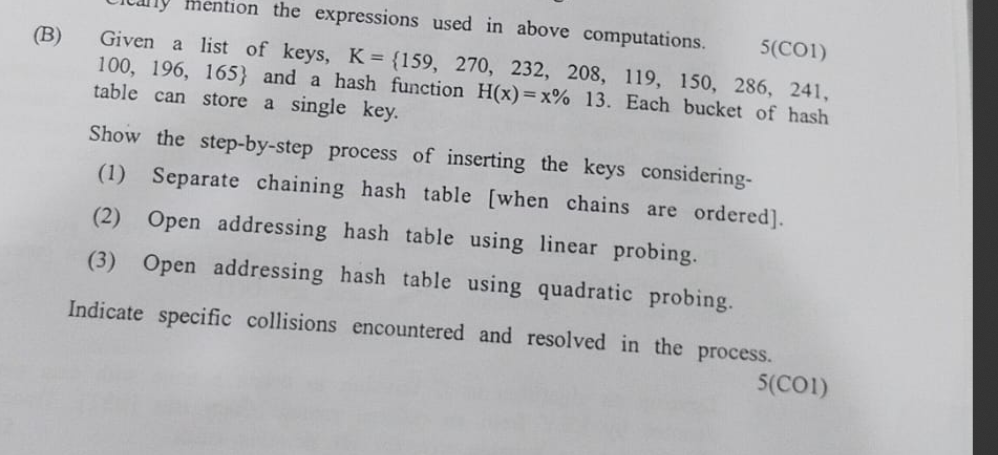 mention the expressions used in above computations. 5(CO1)
(B) Given a list of keys, K = {159, 270, 232, 208, 119, 150, 286, 241,
100, 196, 165} and a hash function H(x) = x% 13. Each bucket of hash
table can store a single key.
Show the step-by-step process of inserting the keys considering-
(1) Separate chaining hash table [when chains are ordered].
(2) Open addressing hash table using linear probing.
(3) Open addressing hash table using quadratic probing.
Indicate specific collisions encountered and resolved in the process.
5(CO1)